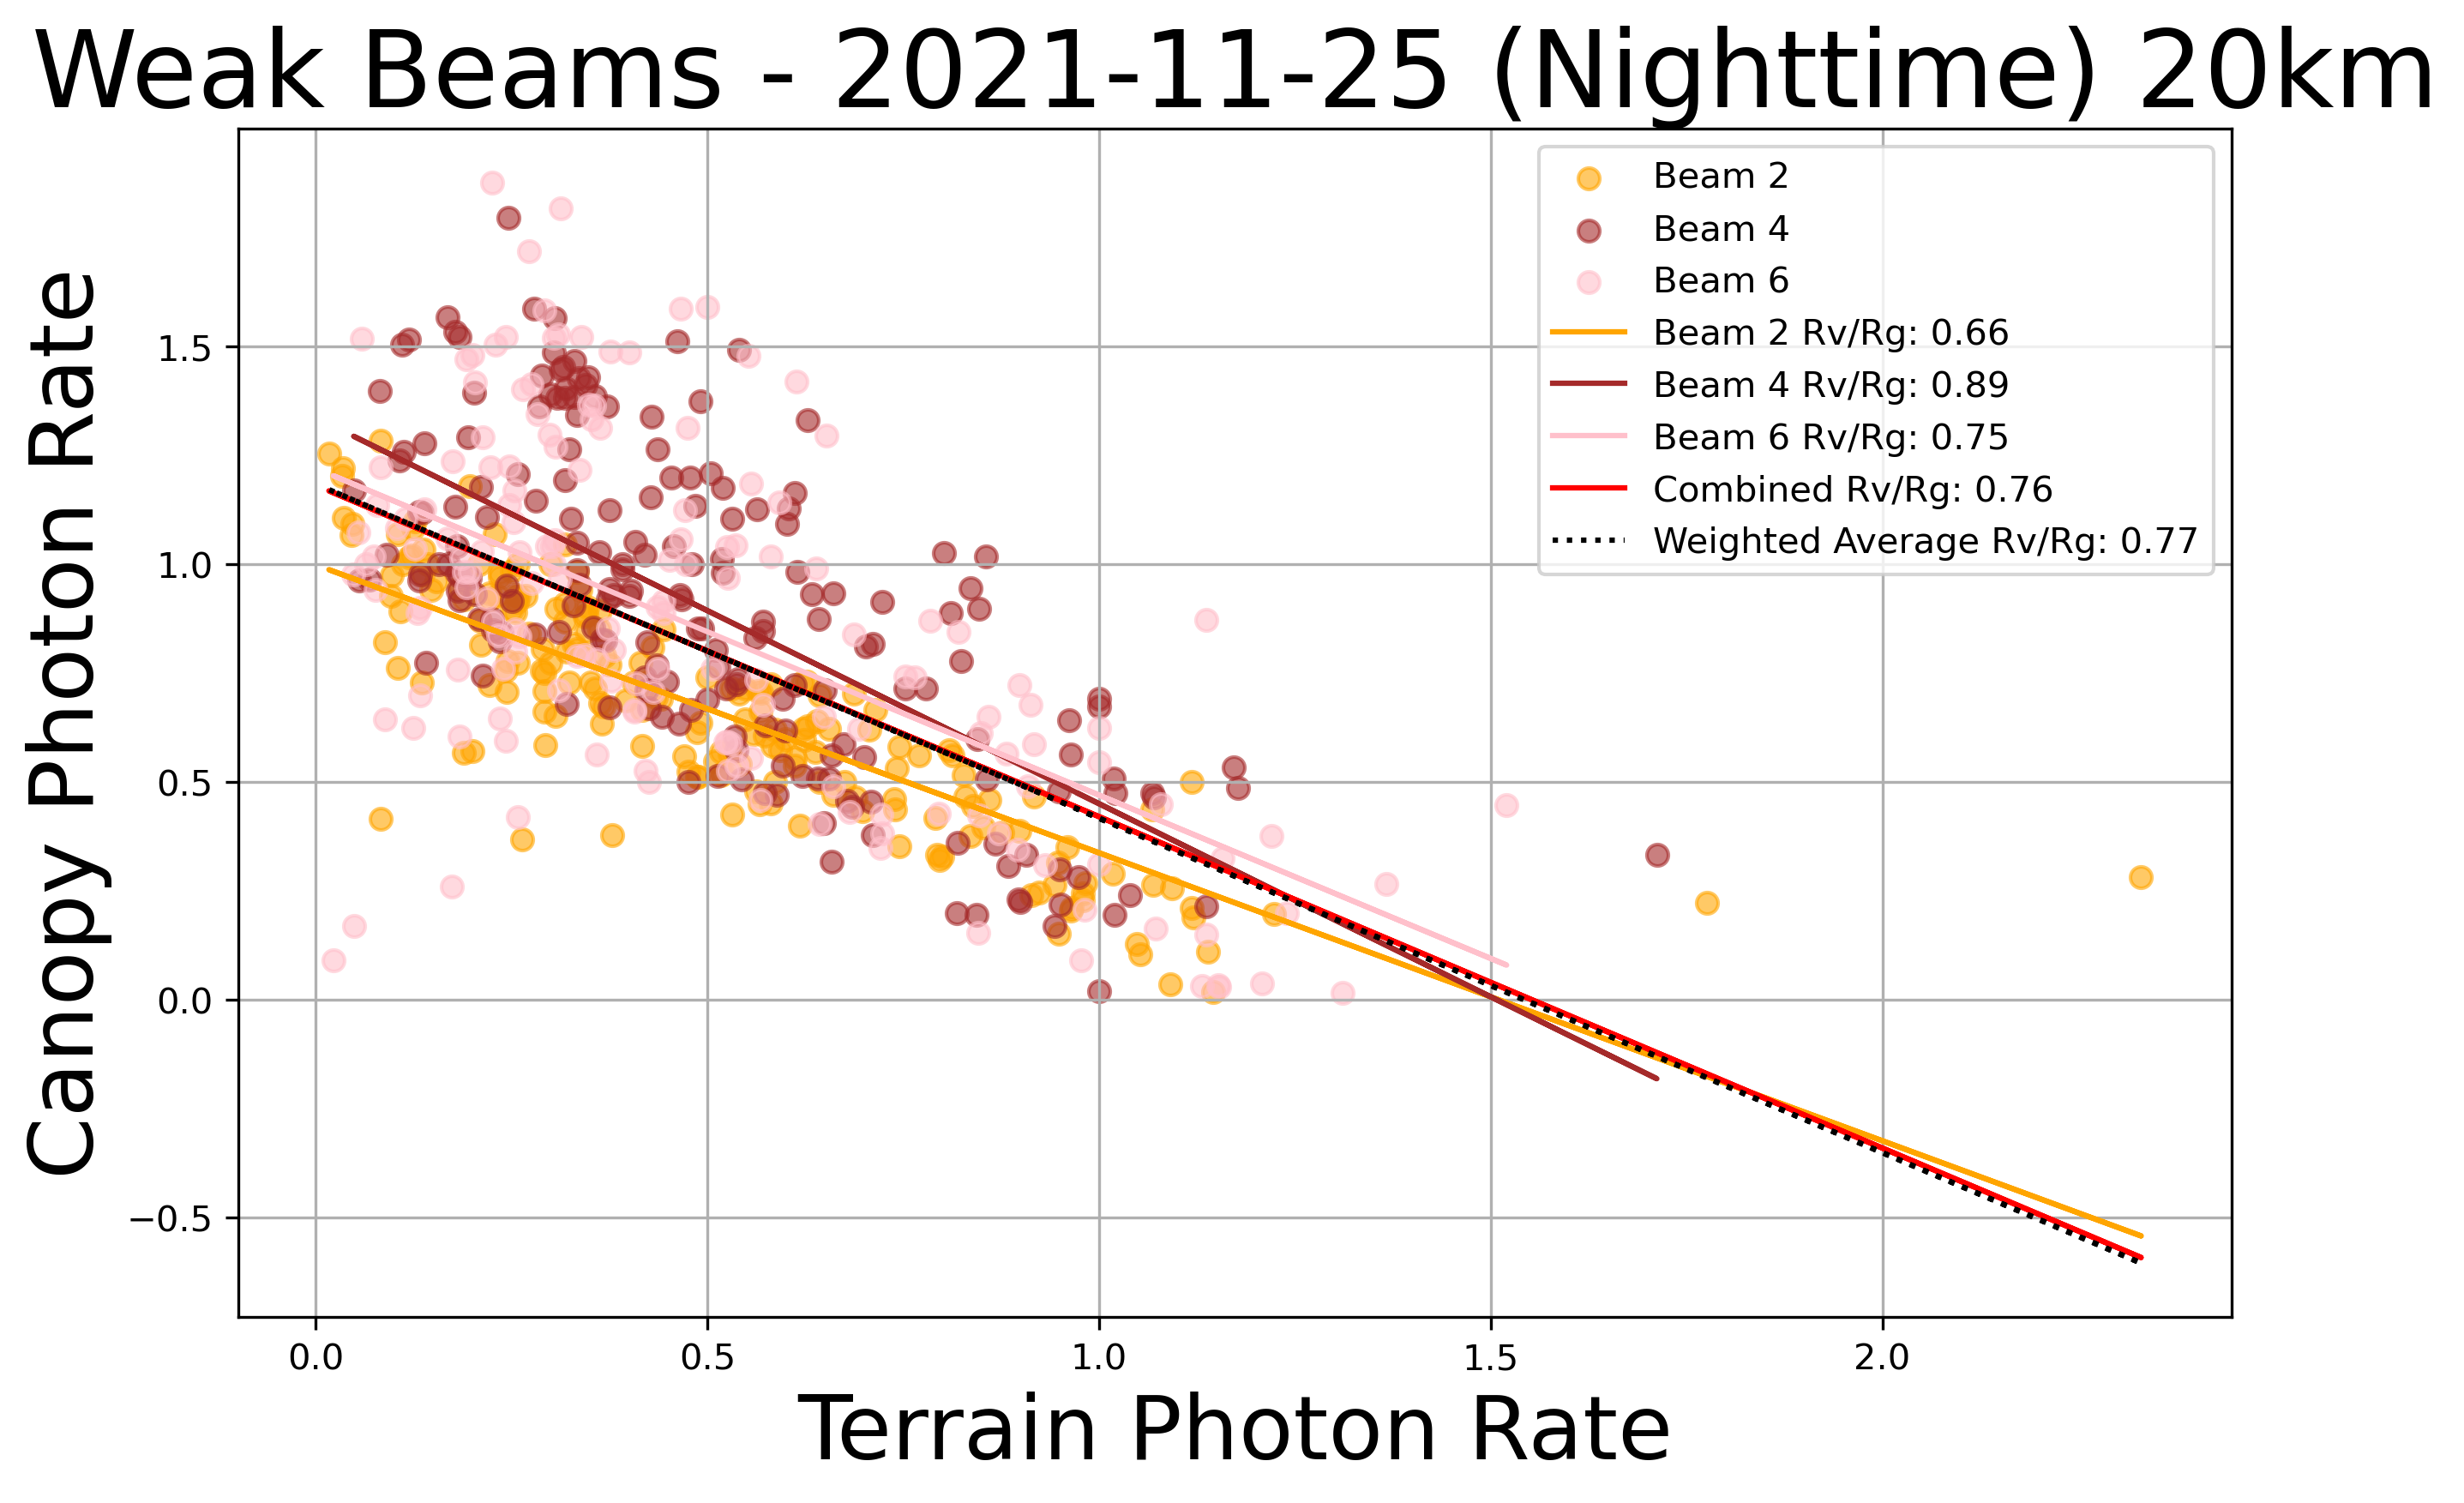 Weak Beams - 2021-11-25 (Nighttime) 20km
Canopy Photon Rate
1.5
1.0
0.5
0.0
−0.5
Beam 2
Beam 4
Beam 6
Beam 2 Rv/Rg: 0.66
Beam 4 Rv/Rg: 0.89
Beam 6 Rv/Rg: 0.75
Combined Rv/Rg: 0.76
Weighted Average Rv/Rg: 0.77
0.0 0.5 1.0 1.5 2.0
Terrain Photon Rate